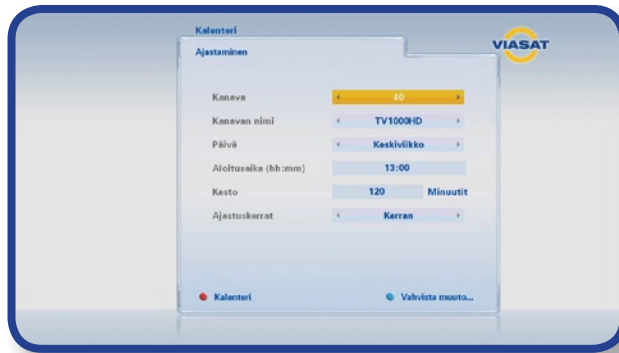 Kalenteri
VIASAT
Ajastaminen
Kanava 40
Kanavan nimi TV1000HD
Päivä Keskiviikko
Aloitusaika (hh:mm) 13:00
Kesto 120 Minuutit
Ajastuskerrat Kerran
Kalenteri Vahvista muuto...